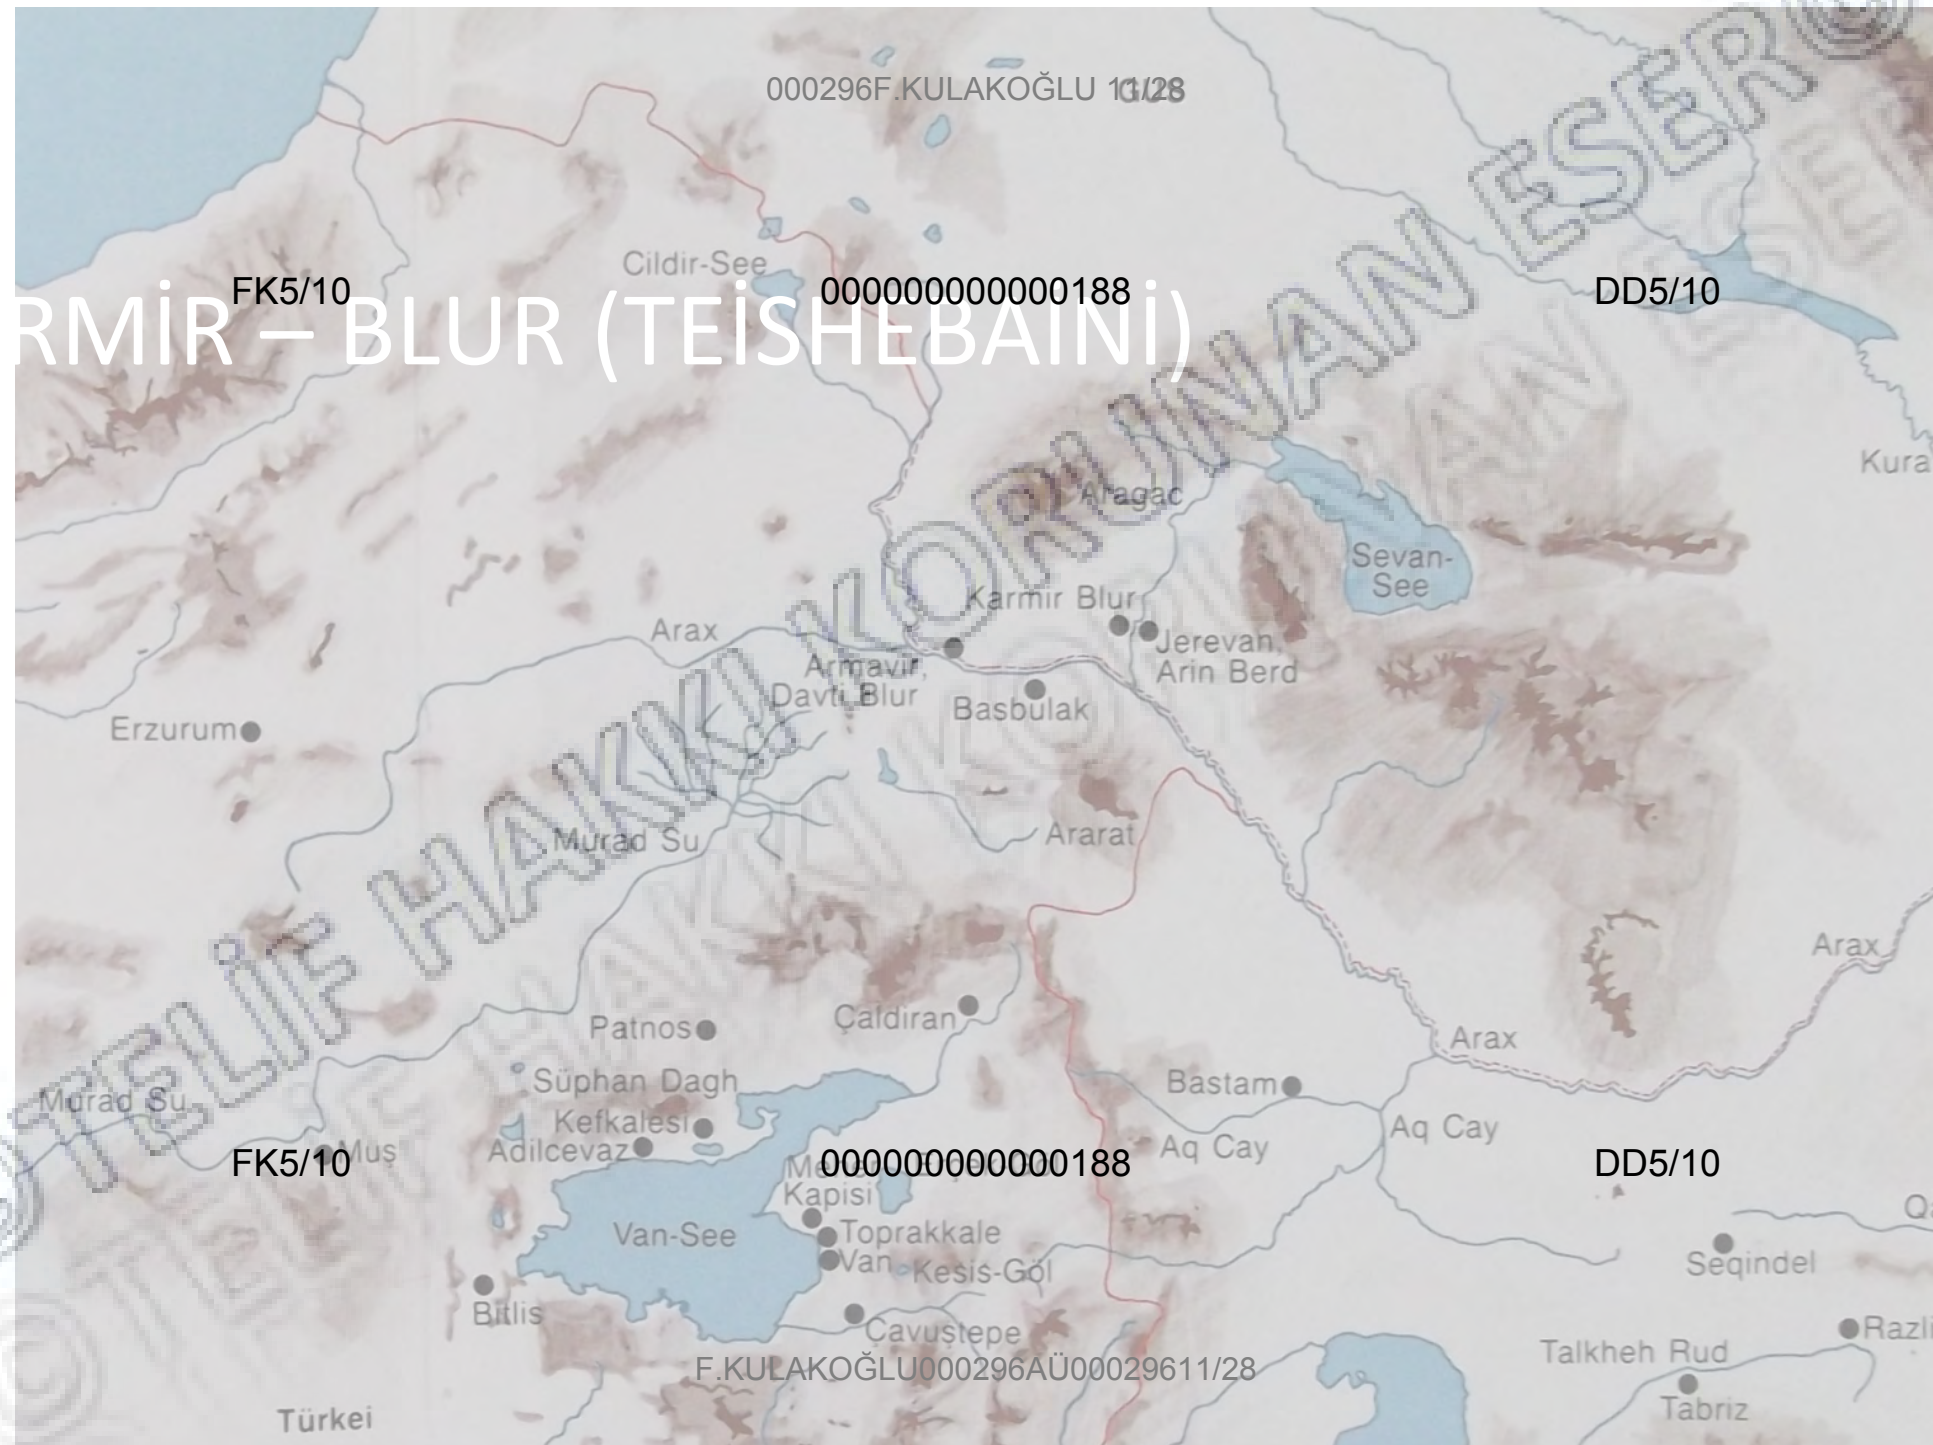 000296F.KULAKOĞLU 11/28
Cildir-See
FK5/10
000000000000188
DD5/10
RMİR – BLUR (TEİSHEBAİNİ)
Kura
Aragac
Sevan-
See
Karmir Blur
Arax
Jerevan,
Arin Berd
Armavir,
Davti Blur
Basbulak
Erzurum
Murad Su
Ararat
©TELİF HAKKI KORUNAN ESER©
Arax
Patnos
Çaldiran
Arax
Süphan Dagh
Bastam
Murad Su
Kefkalesi
Aq Cay
Adilcevaz
Aq Cay
Muş
FK5/10
000000000000188
DD5/10
Kapisi
Van-See
Toprakkale
Van
Kesis-Göl
Seqindel
Bitlis
Çavuştepe
Razli
Talkheh Rud
F.KULAKOĞLU000296AÜ00029611/28
Tabriz
Türkei